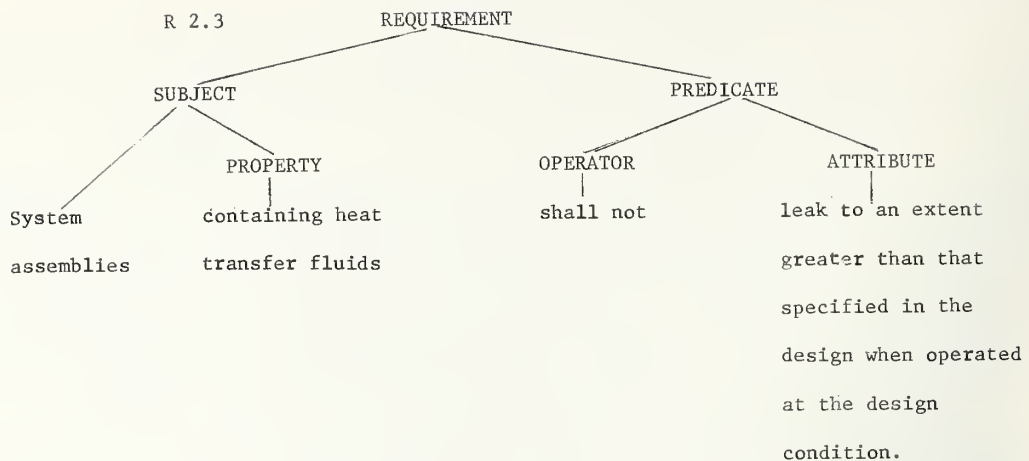 R 2.3 REQUIREMENT
SUBJECT PREDICATE
PROPERTY OPERATOR ATTRIBUTE
System containing heat shall not leak to an extent
assemblies transfer fluids greater than that
specified in the
design when operated
at the design
condition.